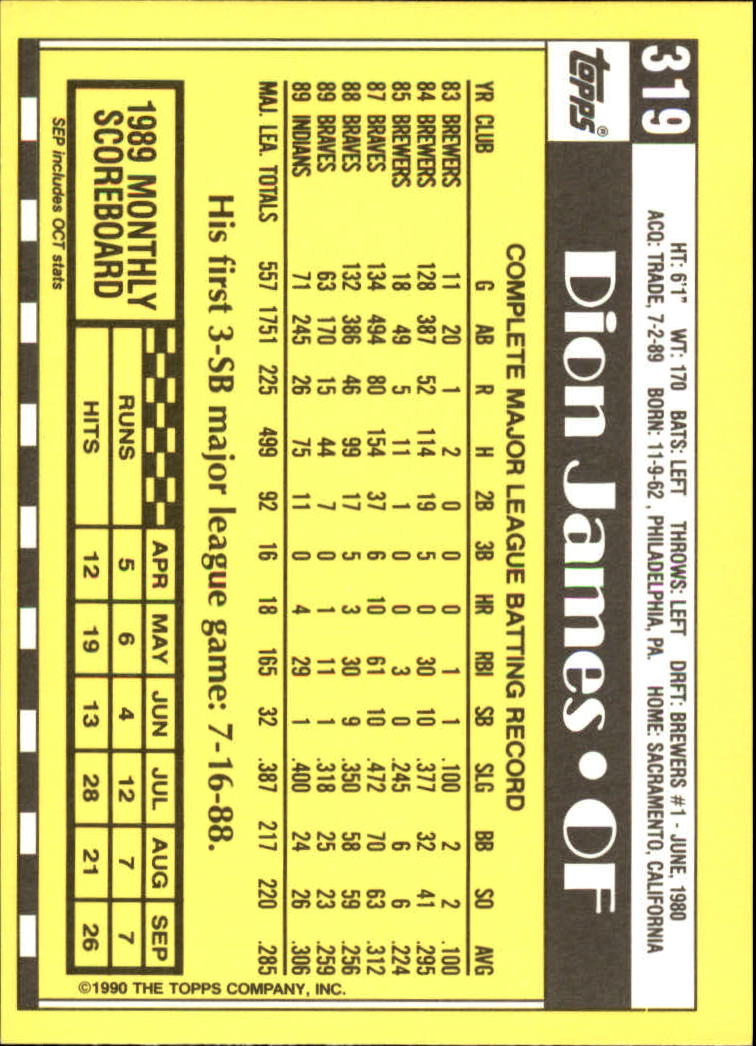 319
topps®
HT: 6'1" WT: 170 BATS: LEFT THROWS: LEFT DRFT: BREWERS #1 - JUNE, 1980
ACQ: TRADE, 7-2-89 BORN: 11-9-62, PHILADELPHIA, PA. HOME: SACRAMENTO, CALIFORNIA
Dion James • OF
COMPLETE MAJOR LEAGUE BATTING RECORD
YR CLUB G AB R H 2B 3B HR RBI SB SLG BB SO AVG
83 BREWERS 11 20 1 2 0 0 0 1 1 .100 2 2 .100
84 BREWERS 128 387 52 114 19 5 0 30 10 .377 32 41 .295
85 BREWERS 18 49 5 11 1 0 0 3 0 .245 6 6 .224
87 BRAVES 134 494 80 154 37 6 10 61 10 .472 70 63 .312
88 BRAVES 132 386 46 99 17 5 3 30 9 .350 58 59 .256
89 BRAVES 63 170 15 44 7 0 1 11 1 .318 25 23 .259
89 INDIANS 71 245 26 75 11 0 4 29 1 .400 24 26 .306
MAJ. LEA. TOTALS 557 1751 225 499 92 16 18 165 32 .387 217 220 .285
His first 3-SB major league game: 7-16-88.
1989 MONTHLY
SCOREBOARD
APR MAY JUN JUL AUG SEP
RUNS 5 6 4 12 7 7
HITS 12 19 13 28 21 26
SEP includes OCT stats
©1990 THE TOPPS COMPANY, INC.